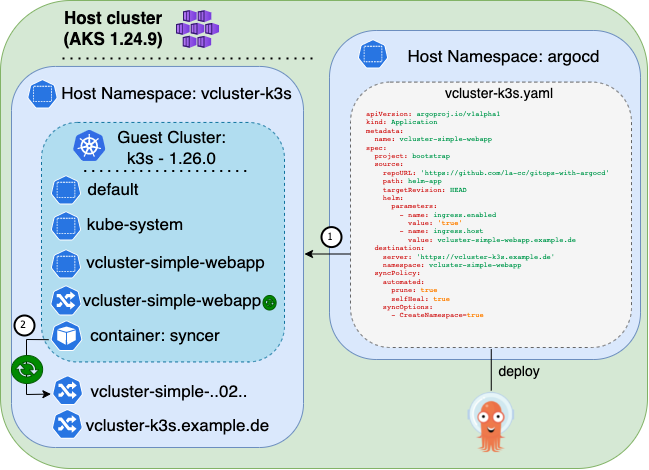 Host cluster
(AKS 1.24.9)
Host Namespace: vcluster-k3s
Guest Cluster:
k3s - 1.26.0
default
kube-system
vcluster-simple-webapp
vcluster-simple-webapp
container: syncer
2
vcluster-simple-..02..
vcluster-k3s.example.de
1
Host Namespace: argocd
vcluster-k3s.yaml
apiVersion: argoproj.io/v1alpha1
kind: Application
metadata:
  name: vcluster-simple-webapp
spec:
  project: bootstrap
  source:
    repoURL: 'https://github.com/la-cc/gitops-with-argocd'
    path: helm-app
    targetRevision: HEAD
    helm:
      parameters:
        - name: ingress.enabled
          value: 'true'
        - name: ingress.host
          value: vcluster-simple-webapp.example.de
  destination:
    server: 'https://vcluster-k3s.example.de'
    namespace: vcluster-simple-webapp
  syncPolicy:
    automated:
      prune: true
      selfHeal: true
    syncOptions:
      - CreateNamespace=true
deploy